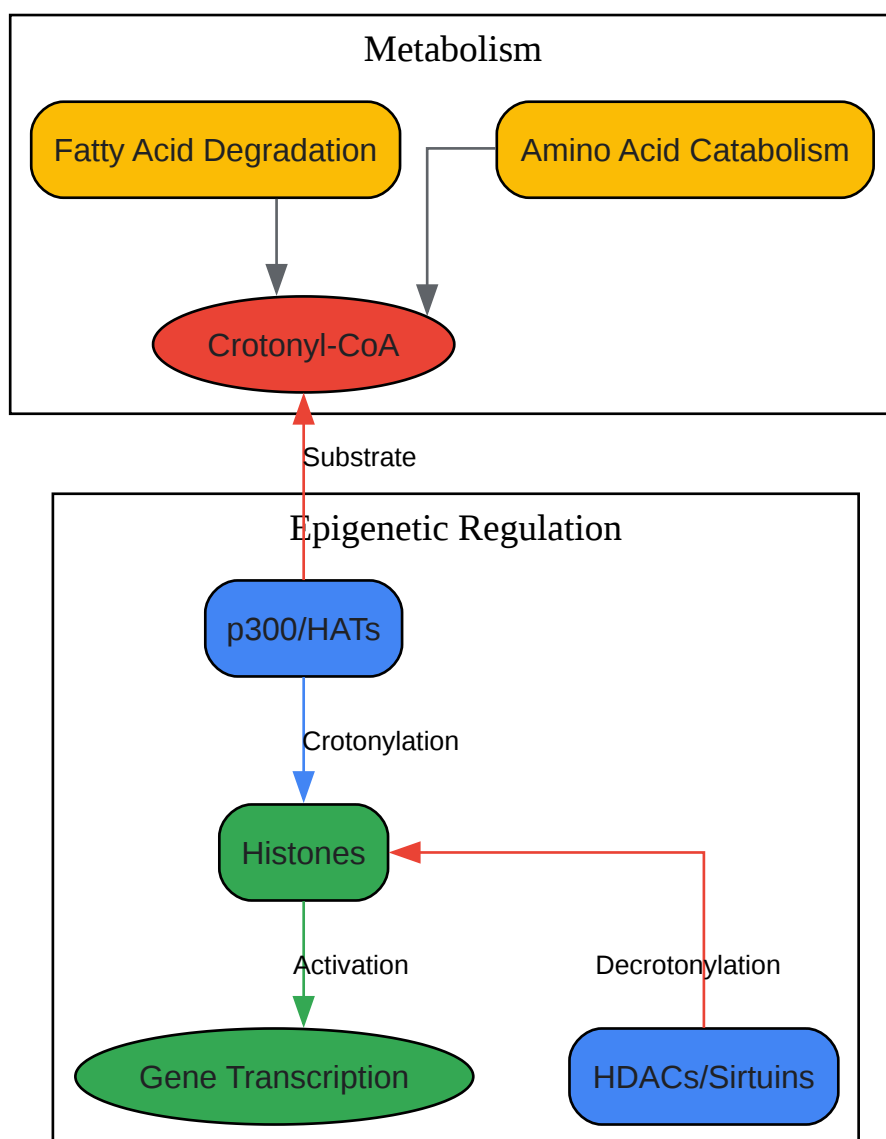 Metabolism
Fatty Acid Degradation
Amino Acid Catabolism
Crotonyl-CoA
Substrate
Epigenetic Regulation
p300/HATs
Crotonylation
Histones
Activation
Decrotonylation
Gene Transcription
HDACs/Sirtuins